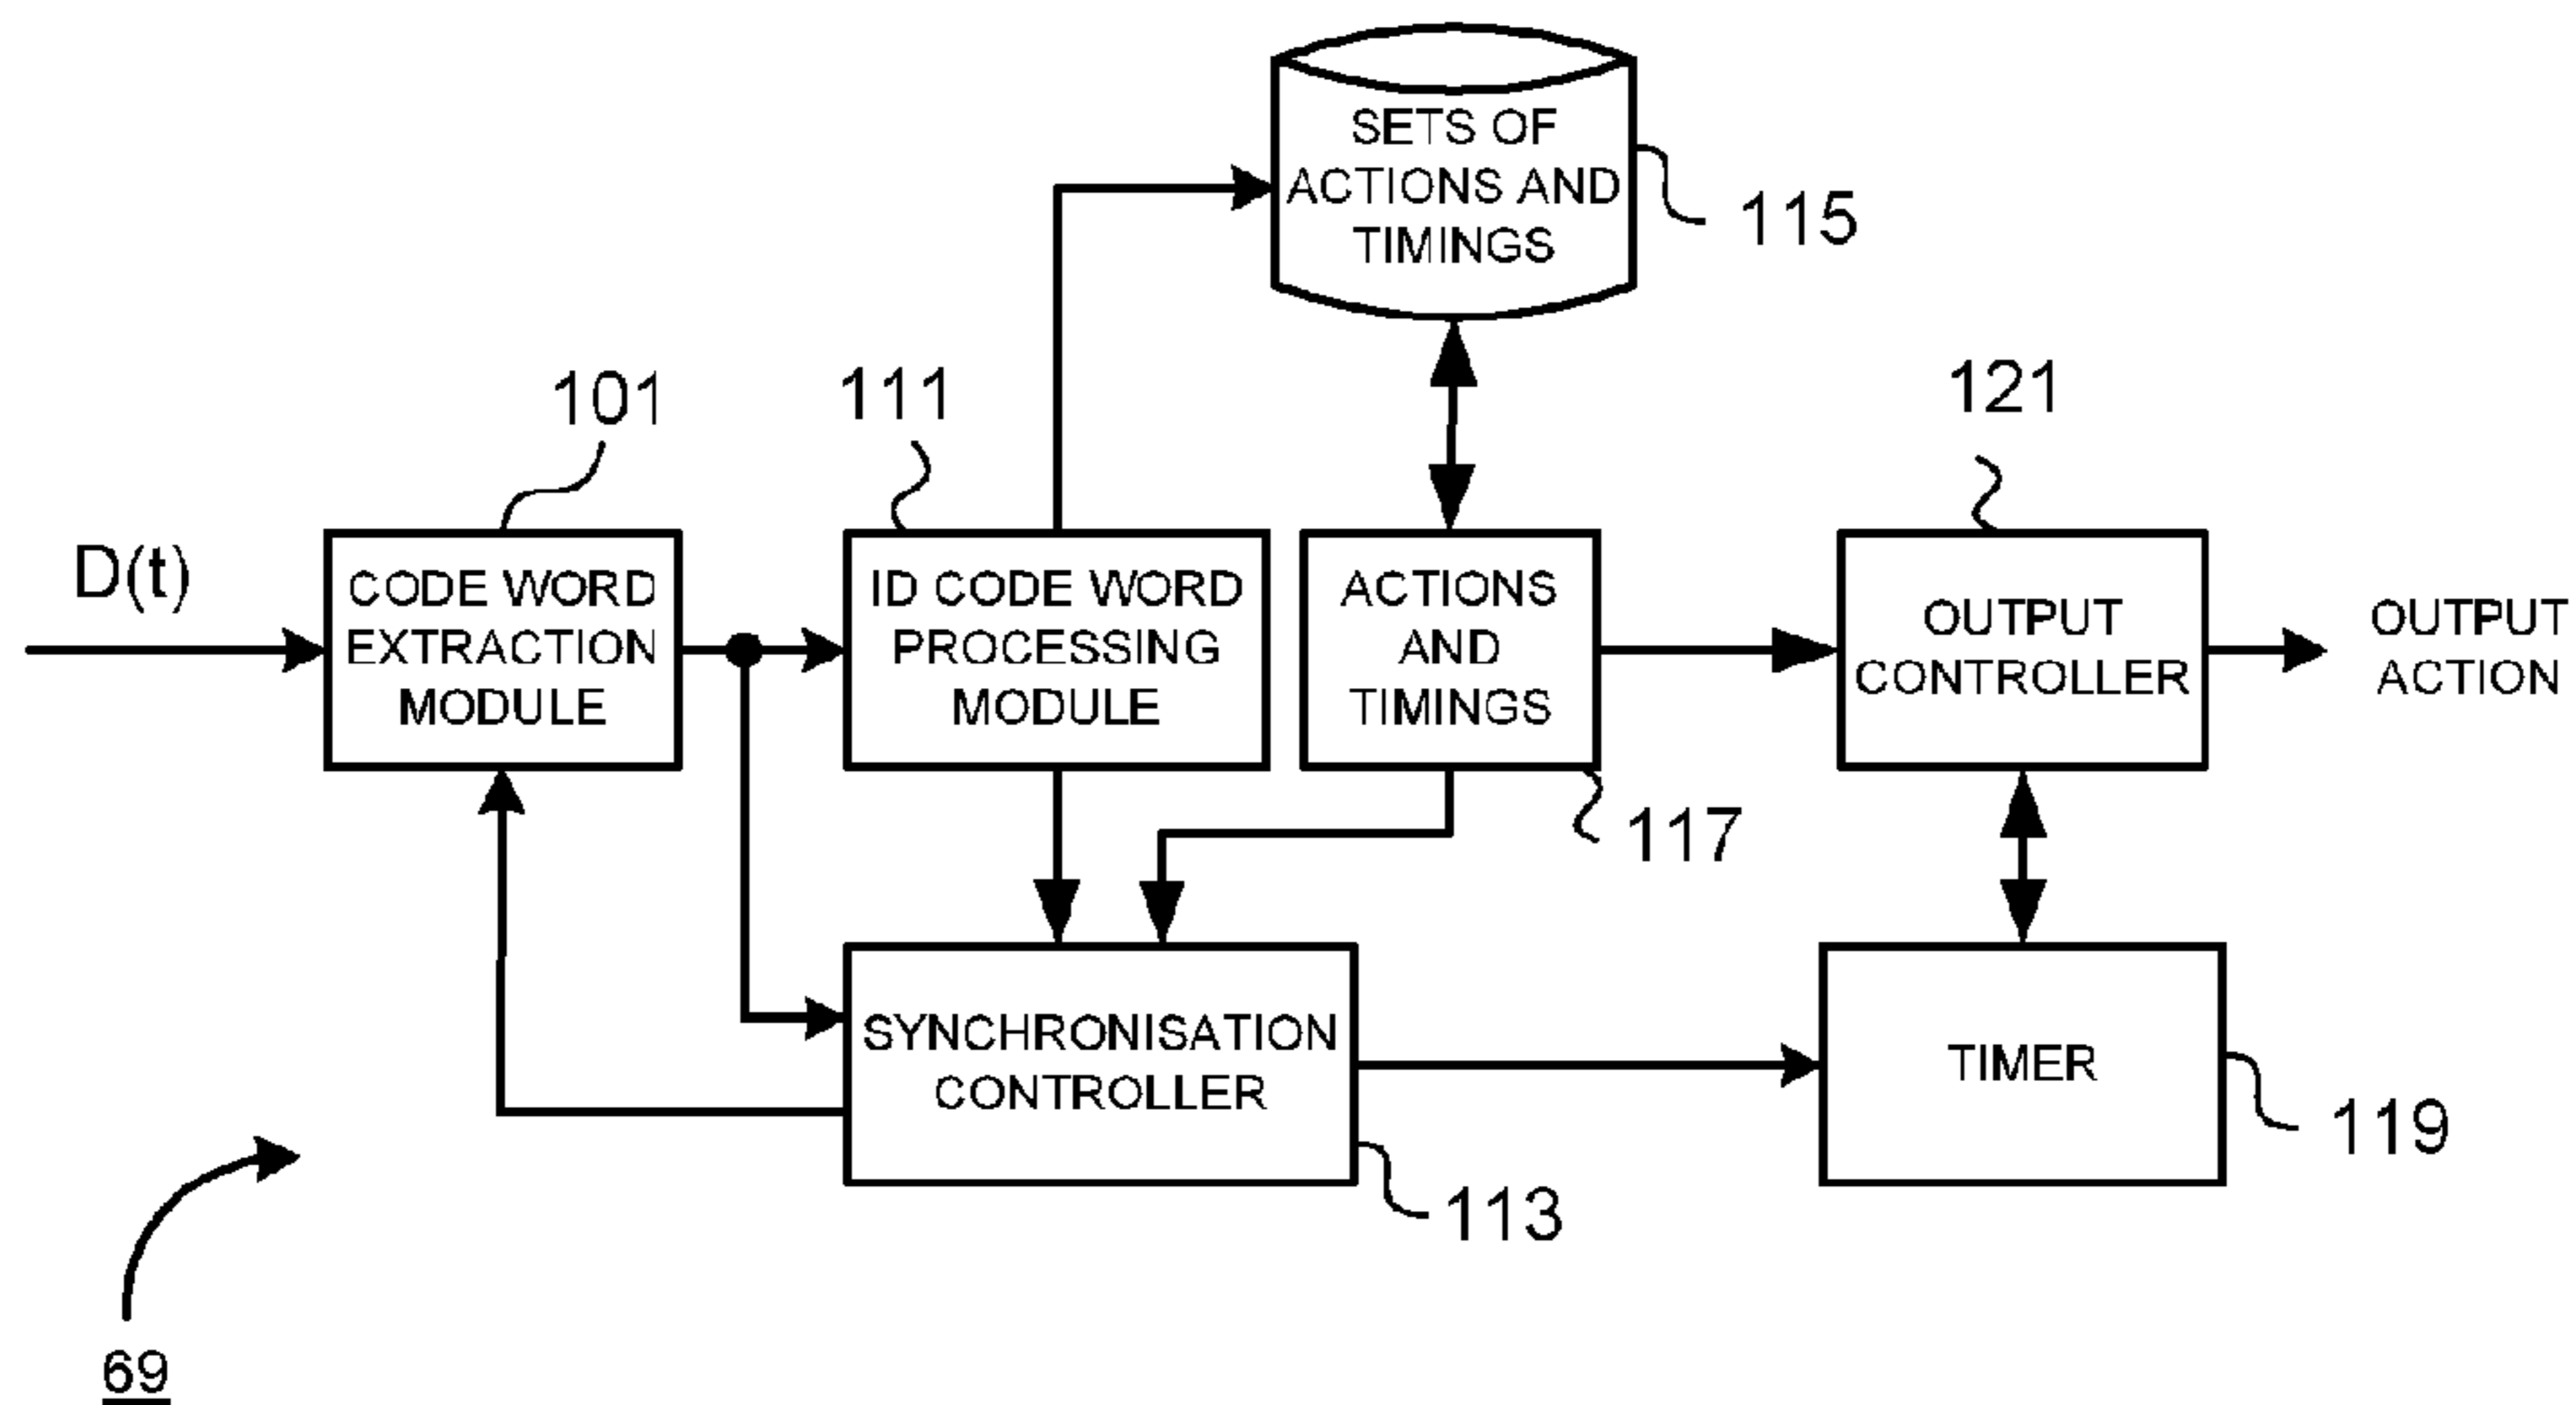 SETS OF
ACTIONS AND
TIMINGS
115
101
111
121
D(t)
CODE WORD
EXTRACTION
MODULE
ID CODE WORD
PROCESSING
MODULE
ACTIONS
AND
TIMINGS
OUTPUT
CONTROLLER
OUTPUT
ACTION
117
SYNCHRONISATION
CONTROLLER
TIMER
119
113
69